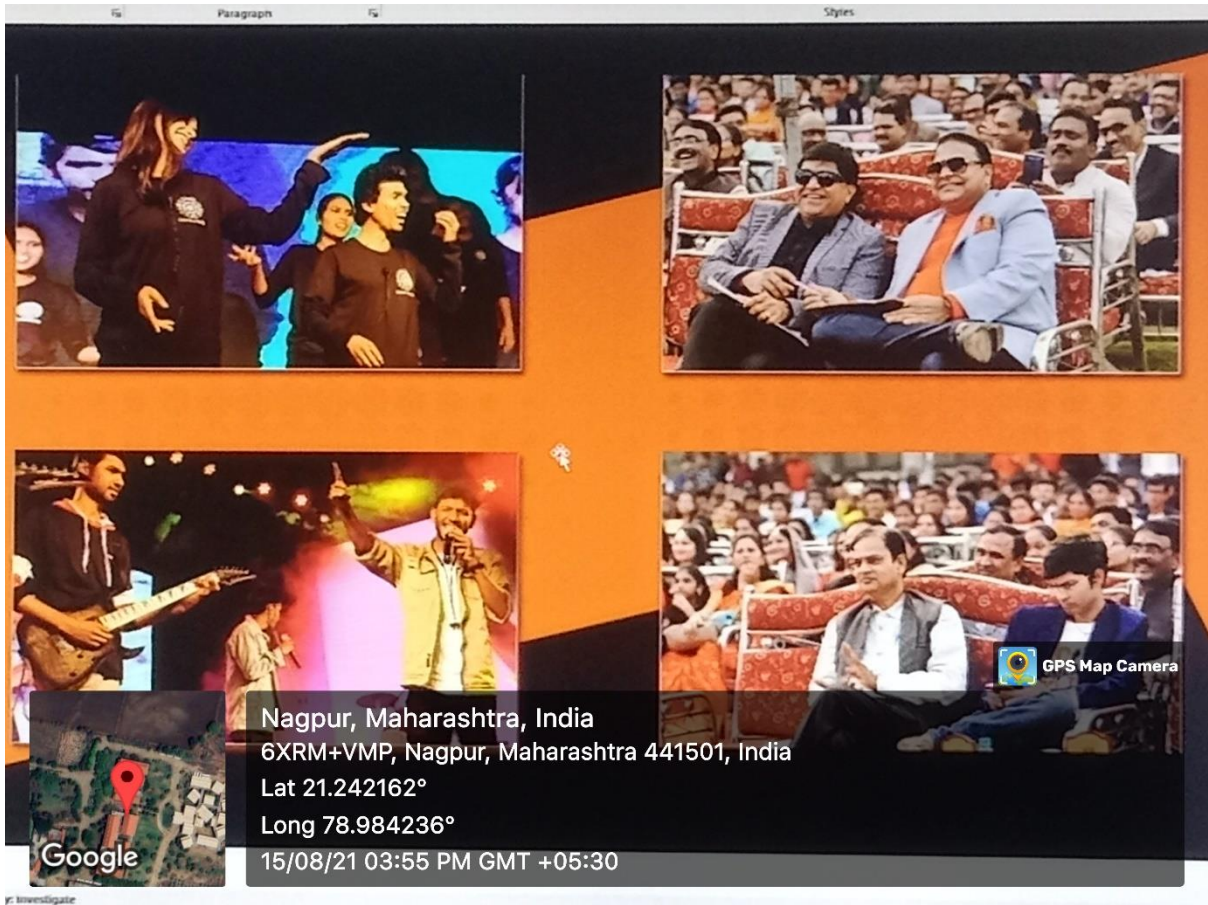 Paragraph
Styles
GPS Map Camera
Nagpur, Maharashtra, India
6XRM+VMP, Nagpur, Maharashtra 441501, India
Lat 21.242162°
Long 78.984236°
15/08/21 03:55 PM GMT +05:30
Google
y: Investigate